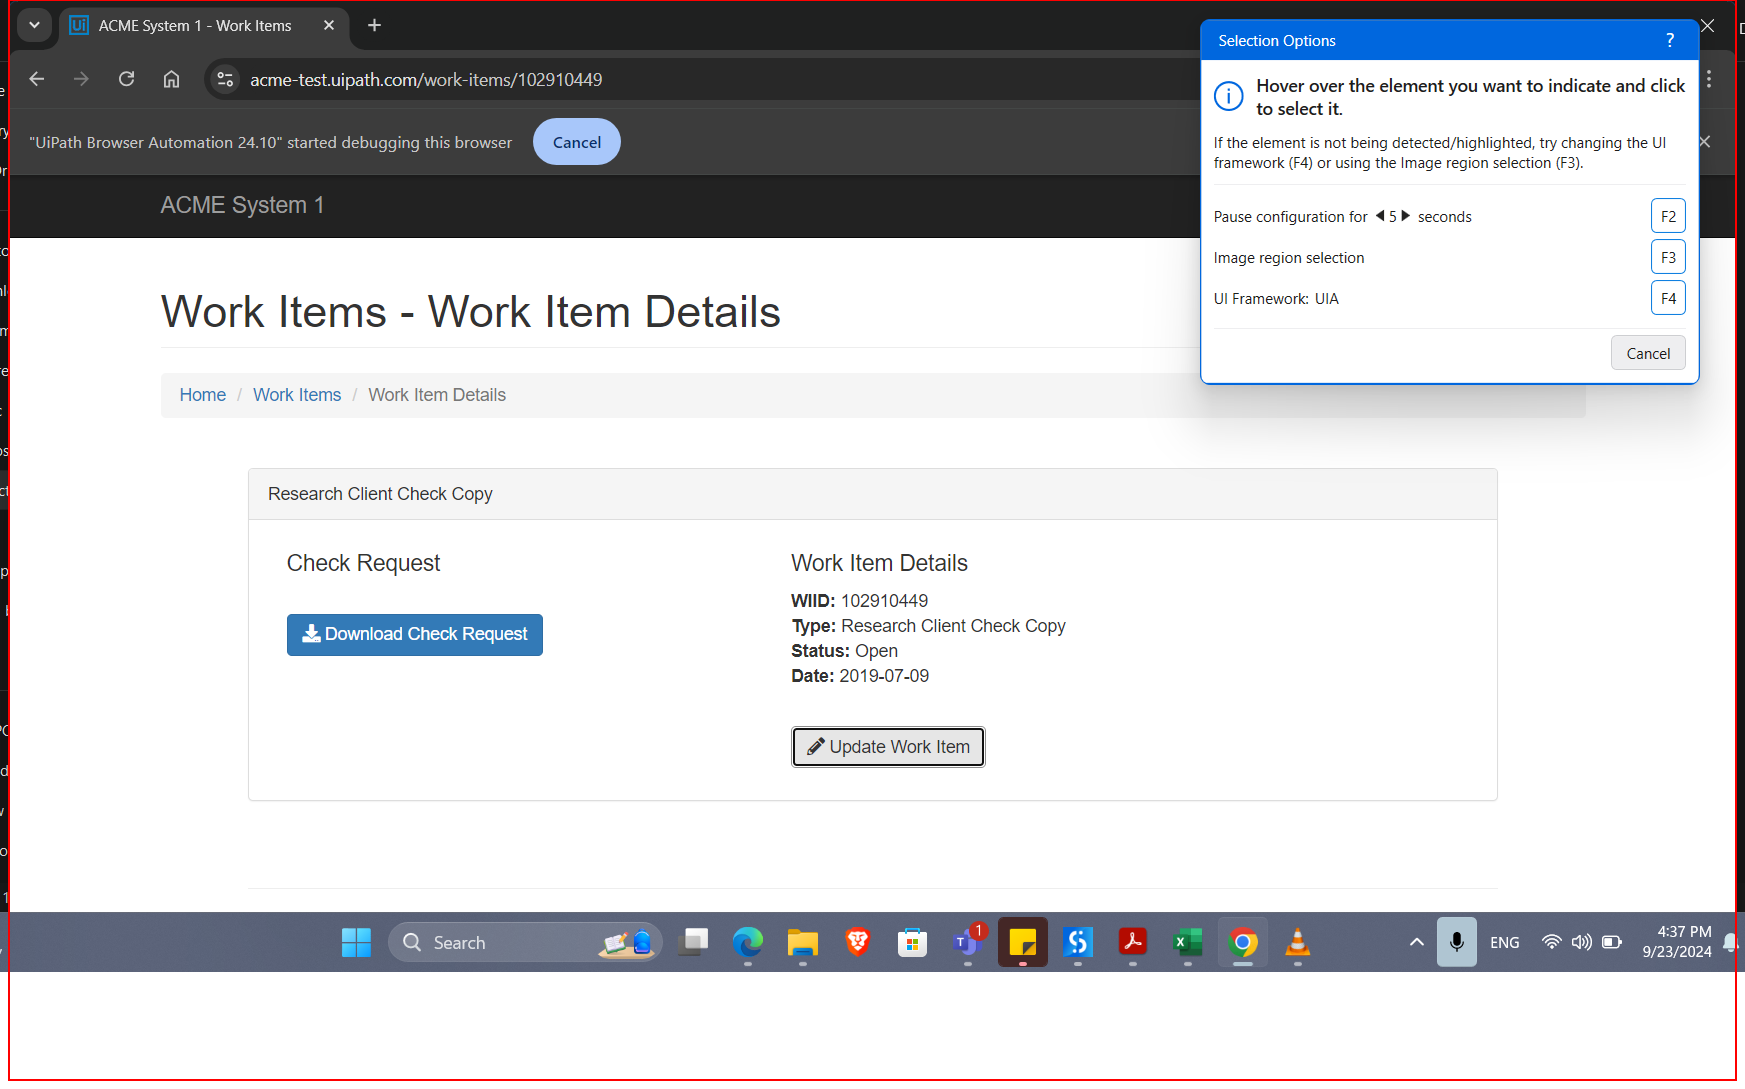 ACME System 1 - Work Items
acme-test.uipath.com/work-items/102910449
"UiPath Browser Automation 24.10" started debugging this browser
Cancel
ACME System 1
Selection Options
?
Hover over the element you want to indicate and click
to select it.
If the element is not being detected/highlighted, try changing the UI
framework (F4) or using the Image region selection (F3).
Pause configuration for 5 seconds
F2
Image region selection
F3
UI Framework: UIA
F4
Cancel
Work Items - Work Item Details
Home / Work Items / Work Item Details
Research Client Check Copy
Check Request
Download Check Request
Work Item Details
WIID: 102910449
Type: Research Client Check Copy
Status: Open
Date: 2019-07-09
Update Work Item
Search
1
ENG
4:37 PM
9/23/2024